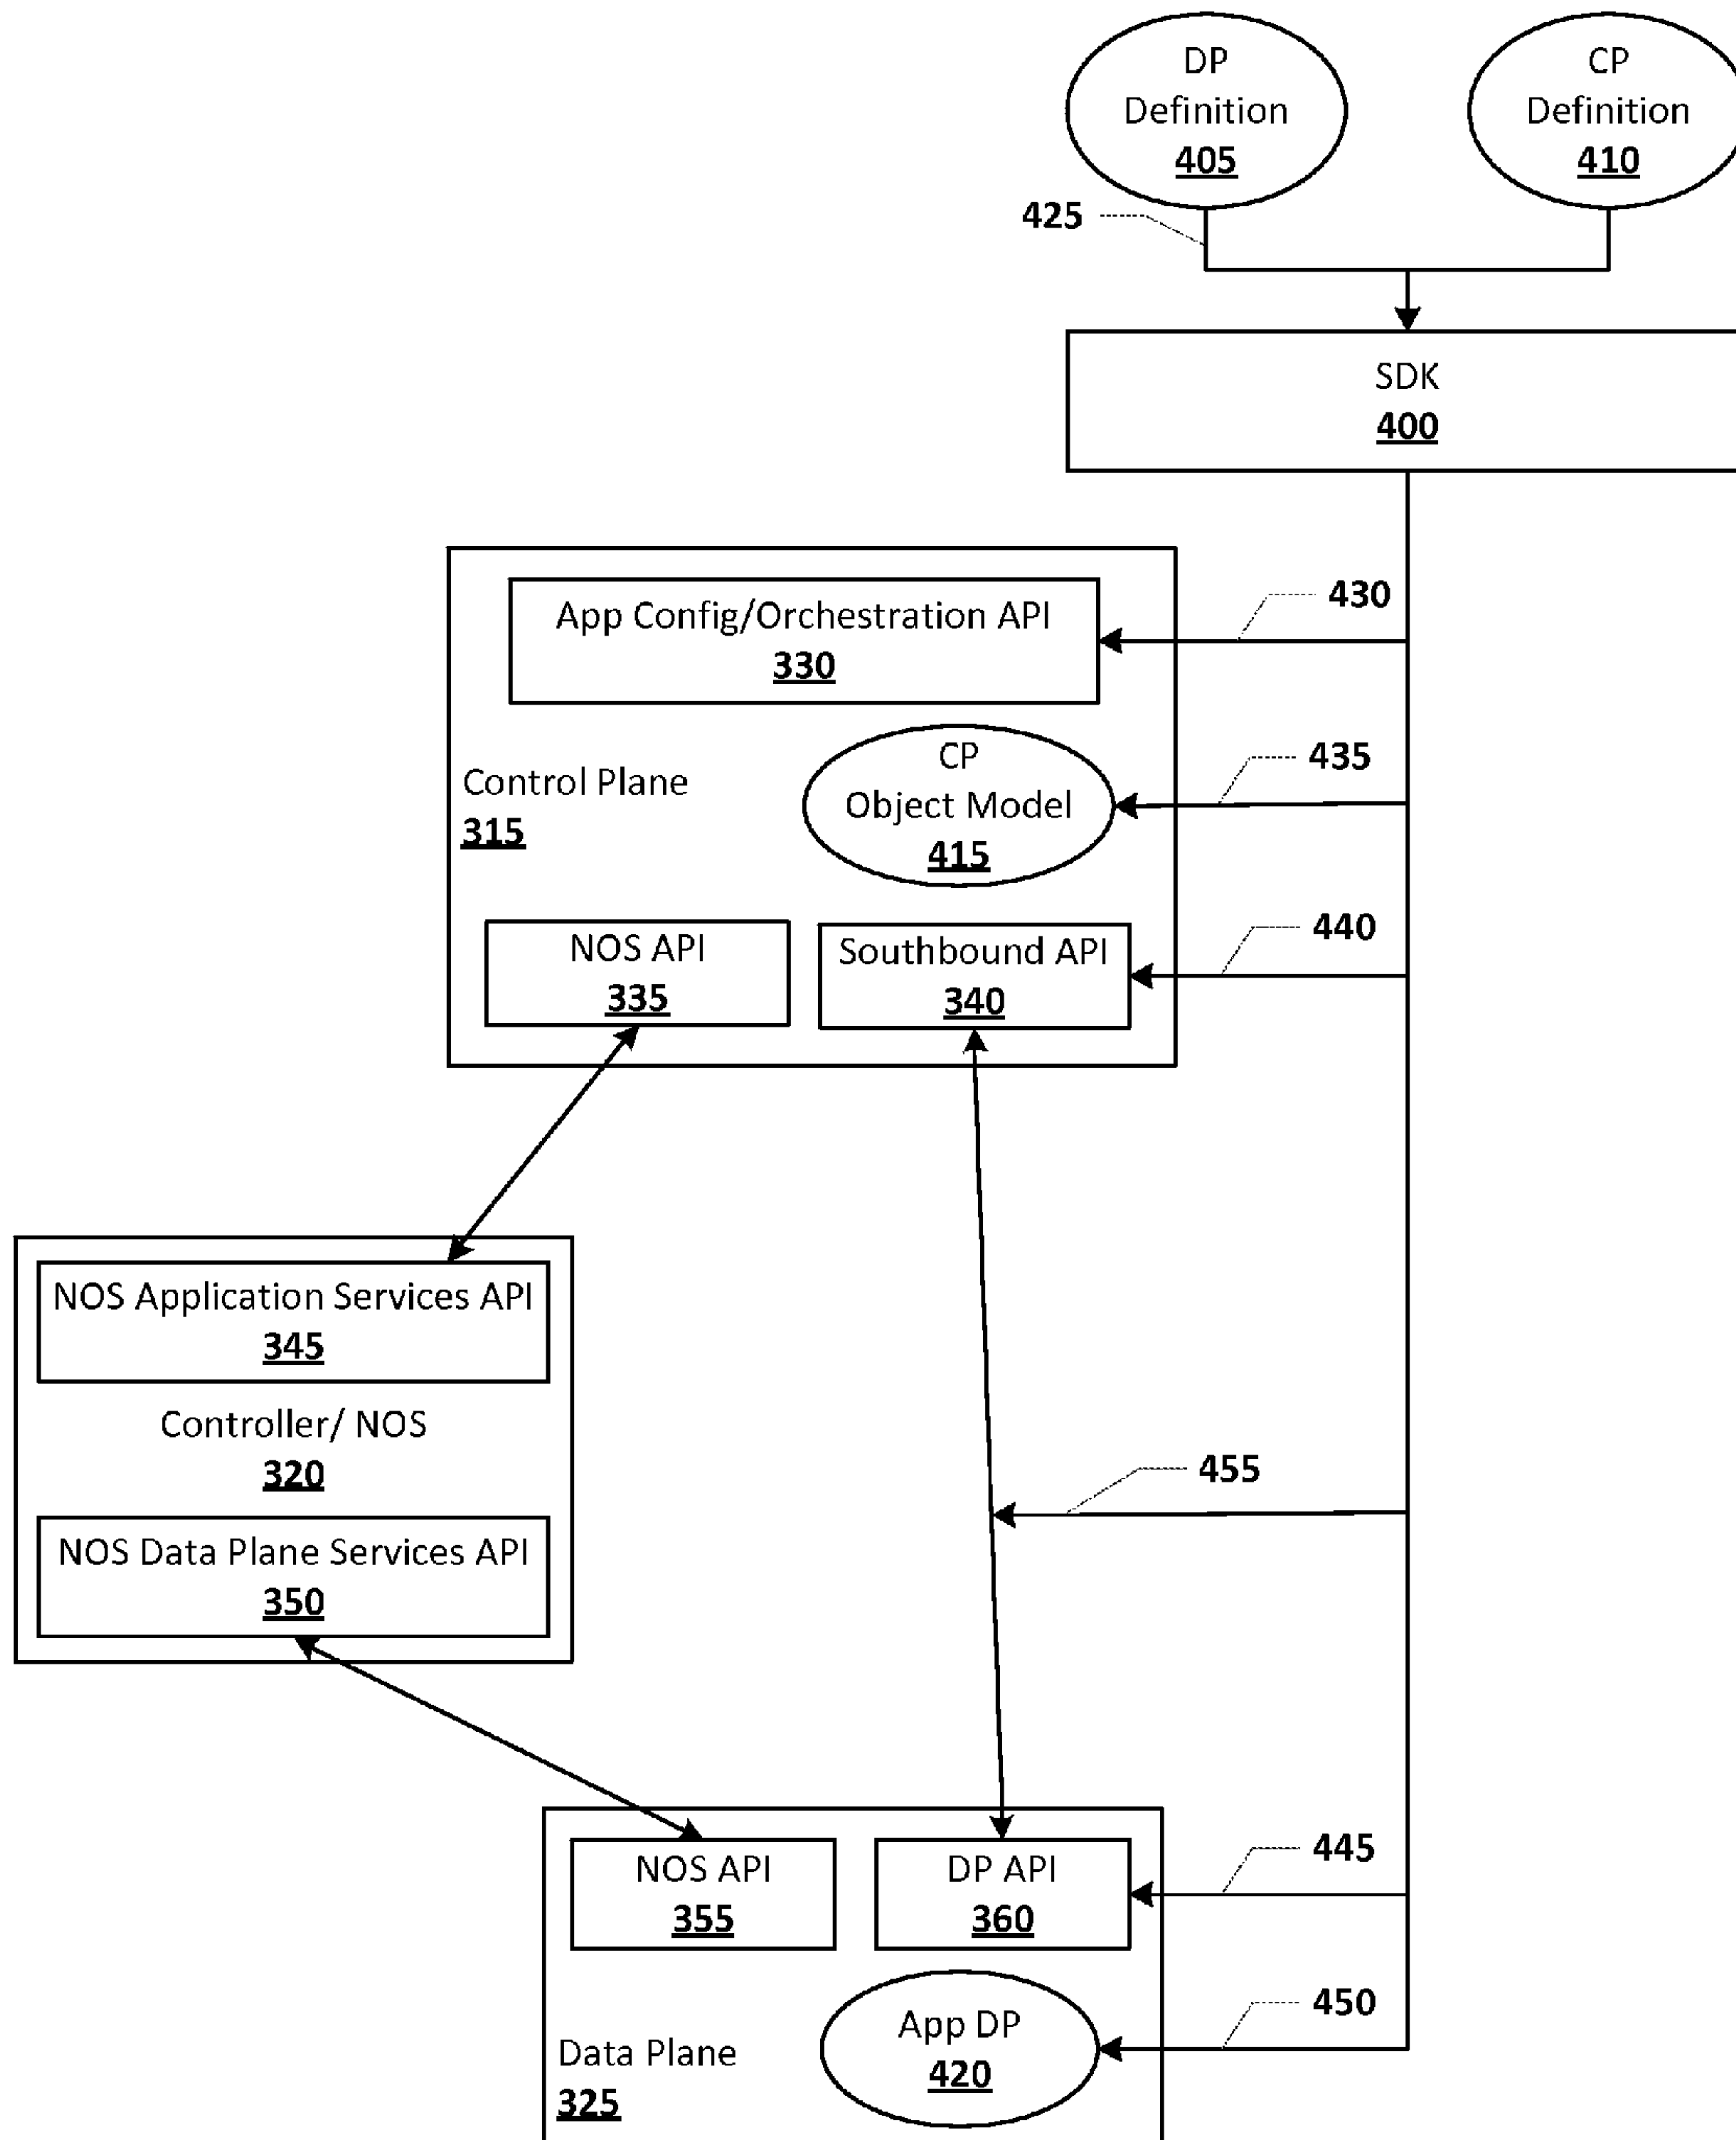 DP
Definition
405
CP
Definition
410
425
SDK
400
App Config/Orchestration API
330
430
CP
Object Model
415
435
Control Plane
315
NOS API
335
Southbound API
340
440
NOS Application Services API
345
Controller/ NOS
320
455
NOS Data Plane Services API
350
NOS API
355
DP API
360
445
App DP
420
450
Data Plane
325